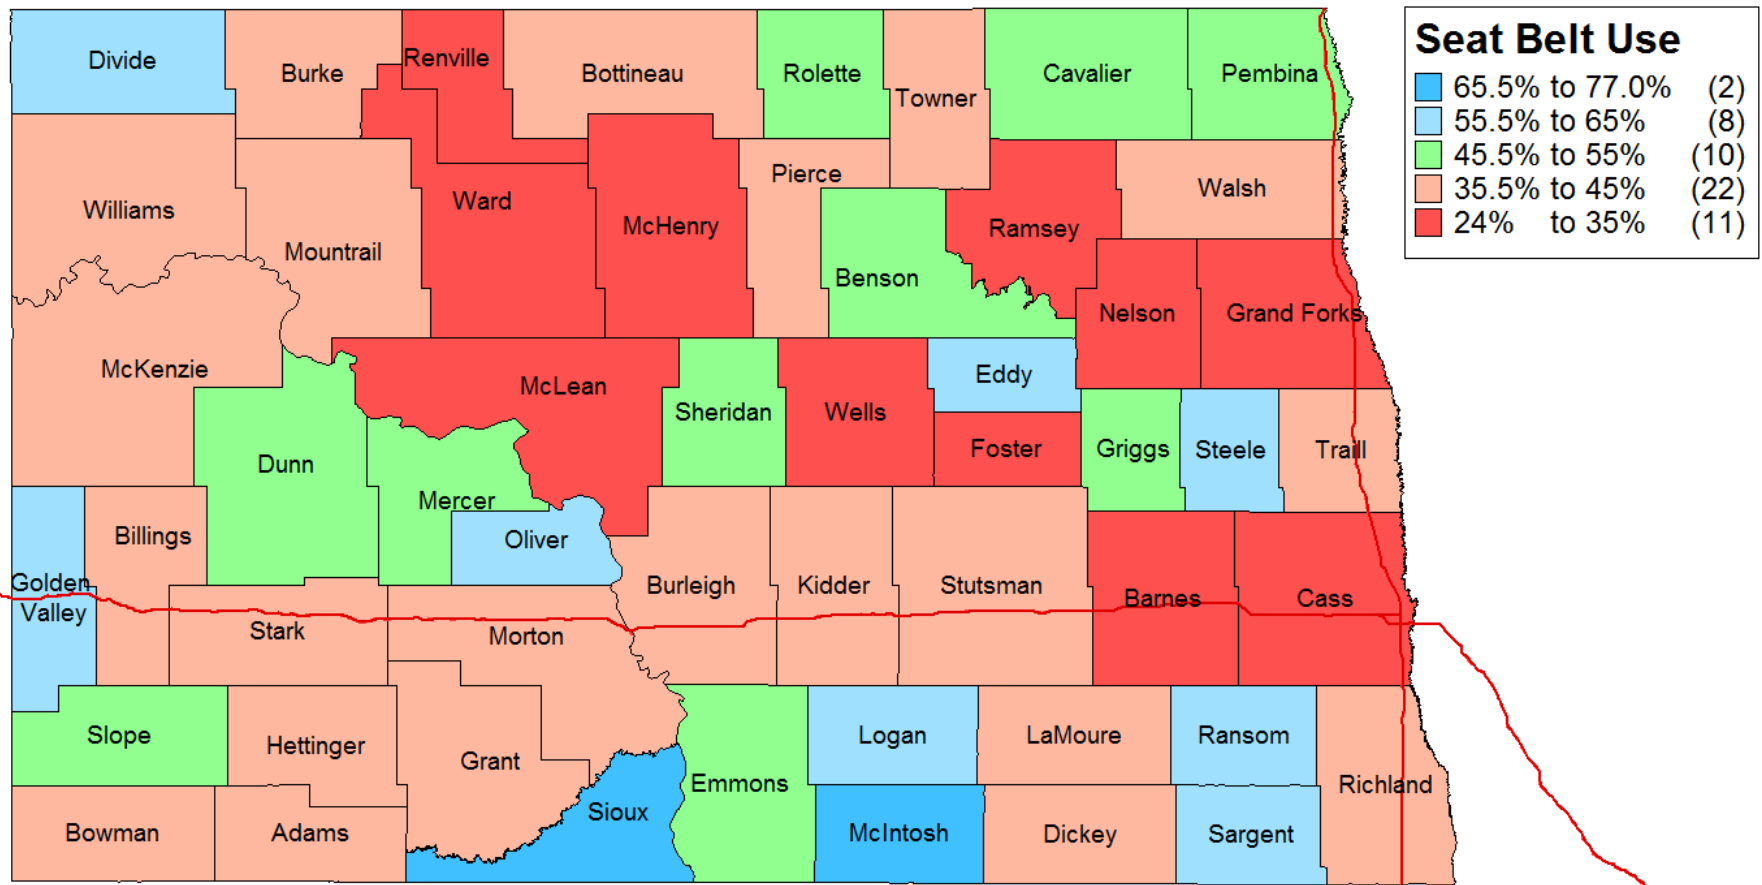 Seat Belt Use
65.5% to 77.0% (2)
55.5% to 65% (8)
45.5% to 55% (10)
35.5% to 45% (22)
24% to 35% (11)
Divide
Burke
Renville
Bottineau
Rolette
Towner
Cavalier
Pembina
Williams
Mountrail
Ward
McHenry
Pierce
Benson
Ramsey
Walsh
Nelson
Grand Forks
McKenzie
Dunn
McLean
Mercer
Oliver
Sheridan
Wells
Eddy
Foster
Griggs
Steele
Traill
Golden
Valley
Billings
Stark
Morton
Burleigh
Kidder
Stutsman
Barnes
Cass
Slope
Hettinger
Grant
Sioux
Emmons
Logan
LaMoure
Ransom
Richland
Bowman
Adams
McIntosh
Dickey
Sargent